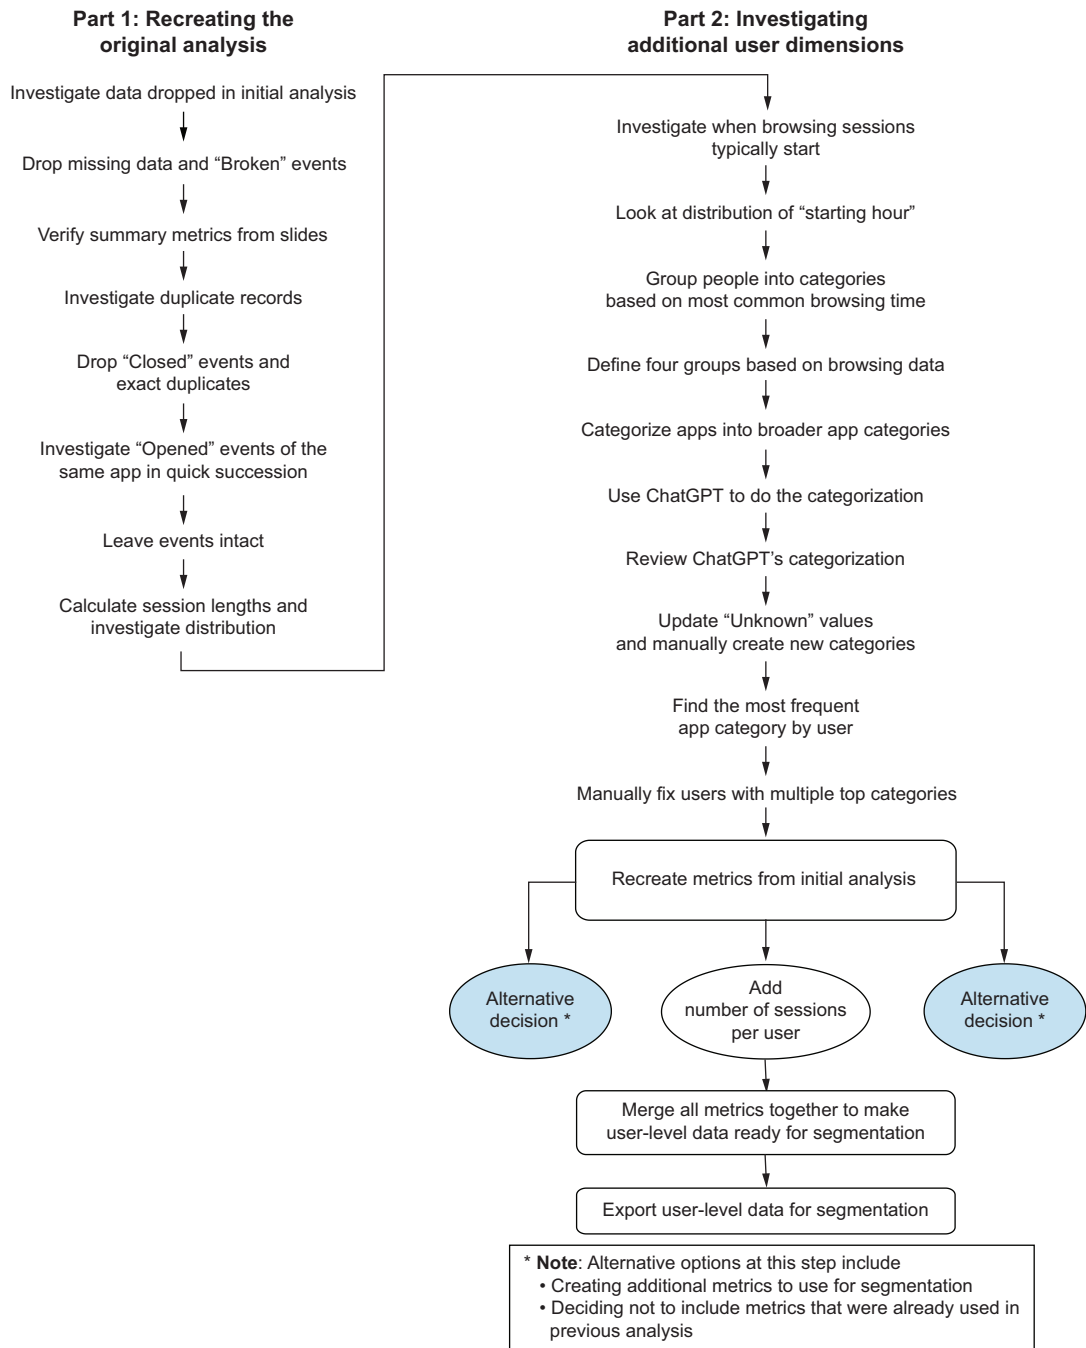 Part 1: Recreating the
original analysis
Investigate data dropped in initial analysis
Drop missing data and “Broken” events
Verify summary metrics from slides
Investigate duplicate records
Drop “Closed” events and
exact duplicates
Investigate “Opened” events of the
same app in quick succession
Leave events intact
Calculate session lengths and
investigate distribution
Part 2: Investigating
additional user dimensions
Investigate when browsing sessions
typically start
Look at distribution of “starting hour”
Group people into categories
based on most common browsing time
Define four groups based on browsing data
Categorize apps into broader app categories
Use ChatGPT to do the categorization
Review ChatGPT’s categorization
Update “Unknown” values
and manually create new categories
Find the most frequent
app category by user
Manually fix users with multiple top categories
Recreate metrics from initial analysis
Alternative
decision *
Add
number of sessions
per user
Alternative
decision *
Merge all metrics together to make
user-level data ready for segmentation
Export user-level data for segmentation
* Note: Alternative options at this step include
• Creating additional metrics to use for segmentation
• Deciding not to include metrics that were already used in
previous analysis